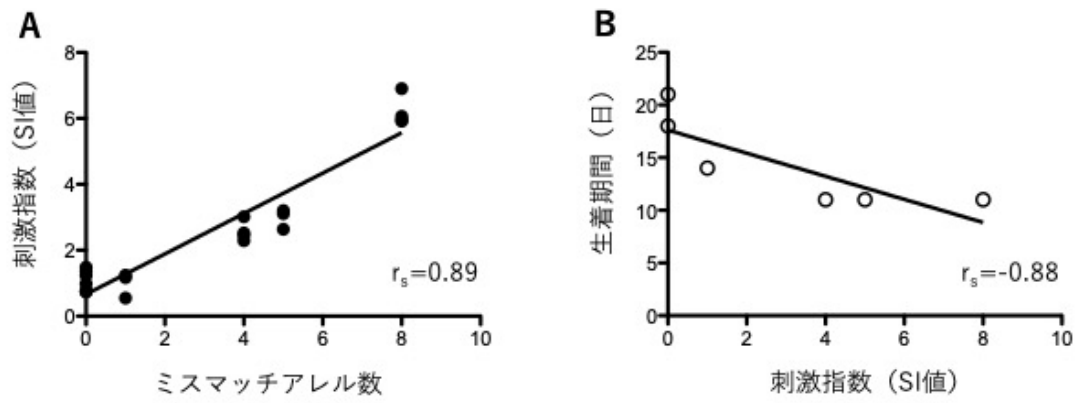 A
刺激指数（SI値）
8
6
4
2
0
0 2 4 6 8 10
rs=0.89
ミスマッチアレル数
B
生着期間（日）
25
20
15
10
5
0
0 2 4 6 8 10
rs=-0.88
刺激指数（SI値）